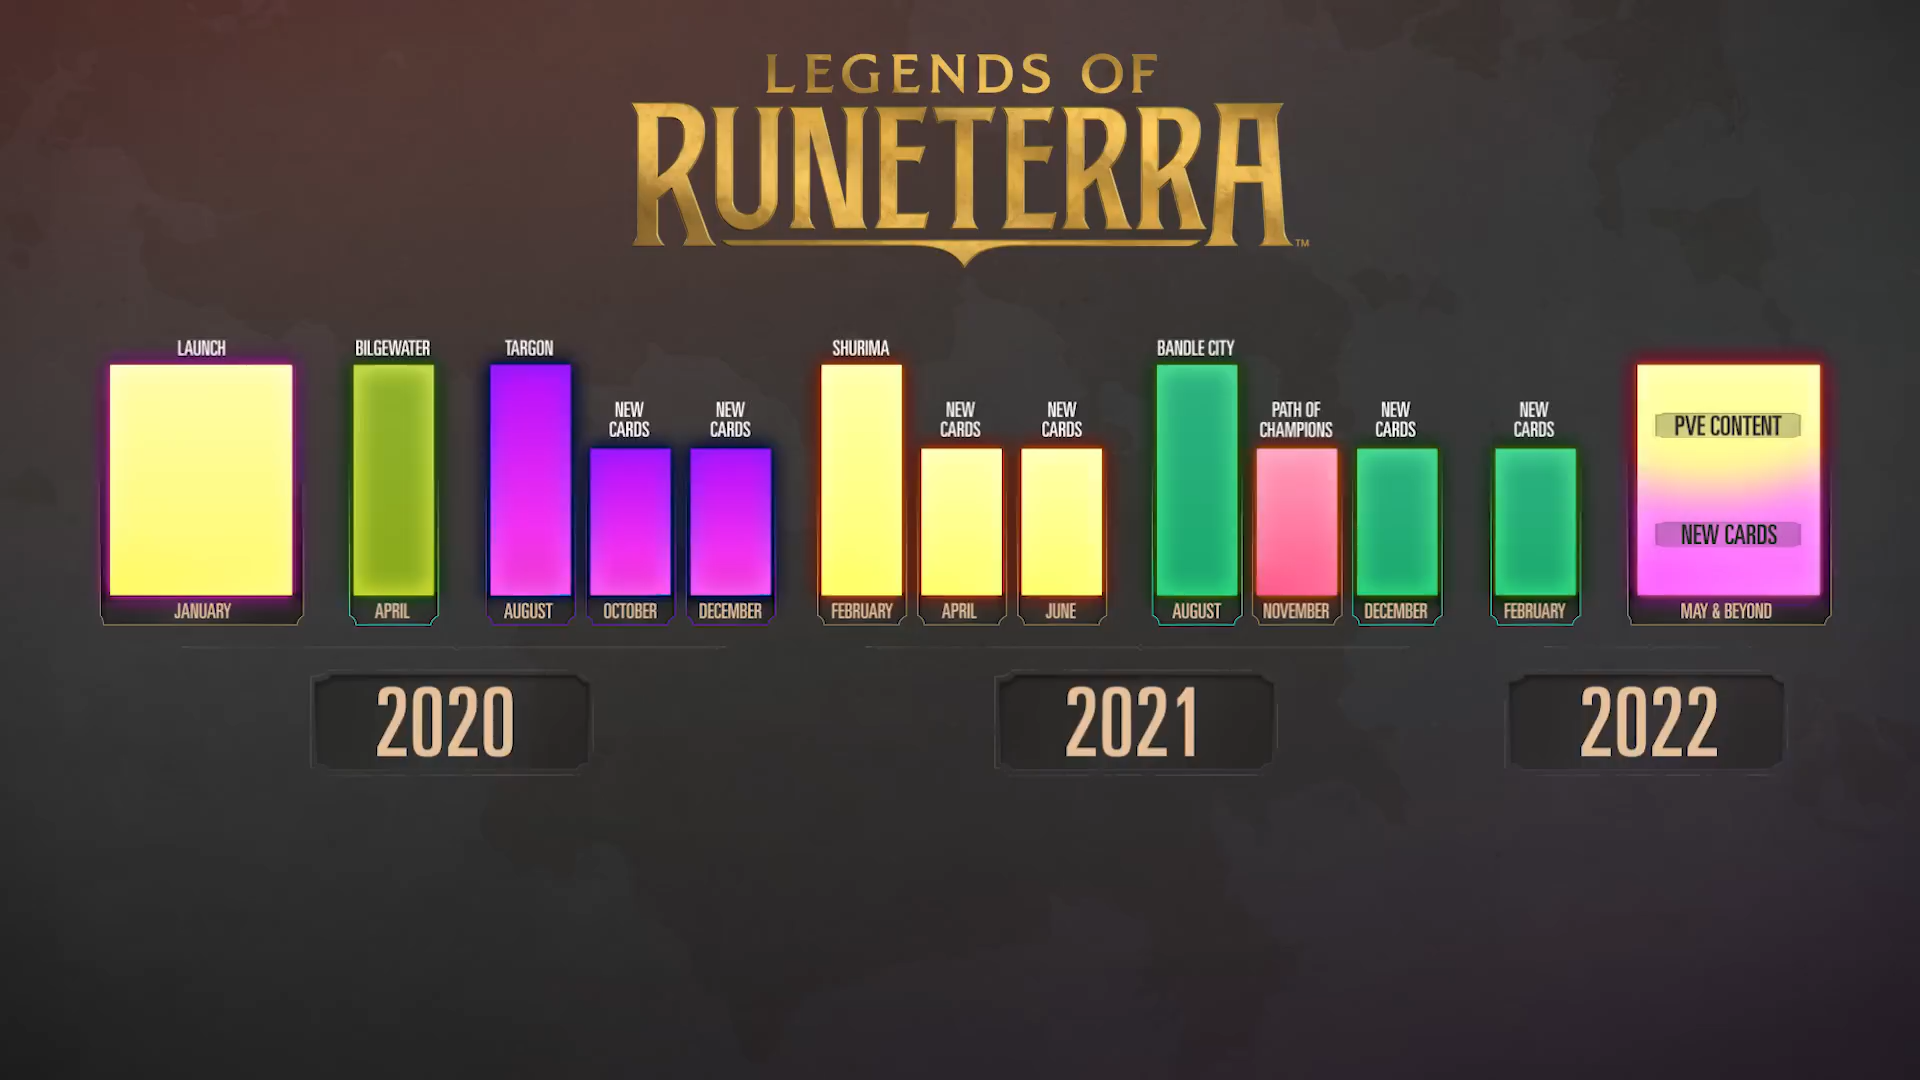 LEGENDS OF
RUNETERRA™
LAUNCH
BILGEWATER
TARGON
NEW
CARDS
NEW
CARDS
SHURIMA
NEW
CARDS
NEW
CARDS
BANDLE CITY
PATH OF
CHAMPIONS
NEW
CARDS
NEW
CARDS
PVE CONTENT
NEW CARDS
JANUARY
APRIL
AUGUST
OCTOBER
DECEMBER
FEBRUARY
APRIL
JUNE
AUGUST
NOVEMBER
DECEMBER
FEBRUARY
MAY & BEYOND
2020
2021
2022